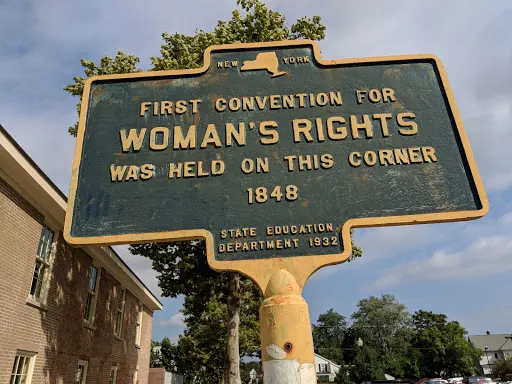 NEW YORK
FIRST CONVENTION FOR
WOMAN'S RIGHTS
WAS HELD ON THIS CORNER
1848
STATE EDUCATION
DEPARTMENT 1932